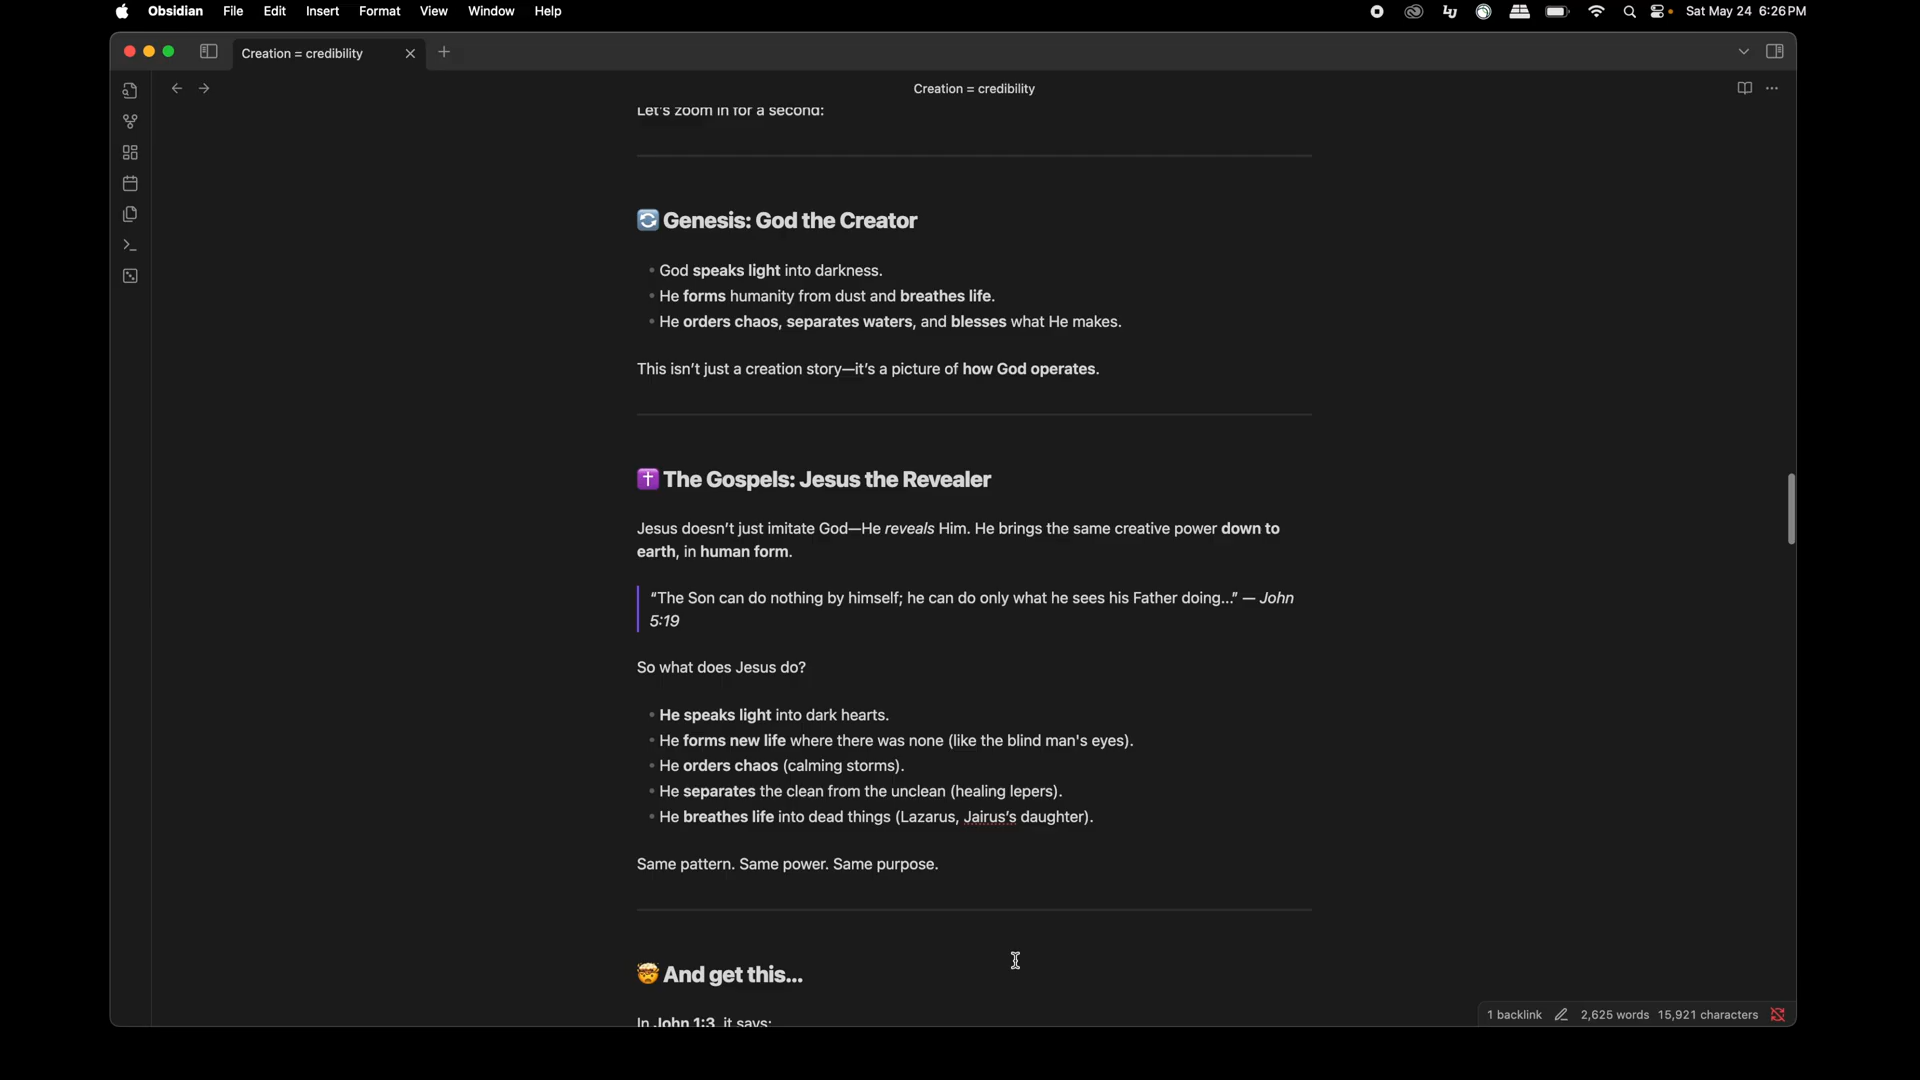 Obsidian File Edit Insert Format View Window Help Sat May 24 6:26 PM
Creation = credibility
Creation = credibility
Let's zoom in for a second:
Genesis: God the Creator
• God speaks light into darkness.
• He forms humanity from dust and breathes life.
• He orders chaos, separates waters, and blesses what He makes.
This isn't just a creation story—it's a picture of how God operates.
The Gospels: Jesus the Revealer
Jesus doesn't just imitate God—He reveals Him. He brings the same creative power down to
earth, in human form.
“The Son can do nothing by himself; he can do only what he sees his Father doing...” — John
5:19
So what does Jesus do?
• He speaks light into dark hearts.
• He forms new life where there was none (like the blind man's eyes).
• He orders chaos (calming storms).
• He separates the clean from the unclean (healing lepers).
• He breathes life into dead things (Lazarus, Jairus’s daughter).
Same pattern. Same power. Same purpose.
And get this...
In John 1:3, it says:
1 backlink 2,625 words 15,921 characters